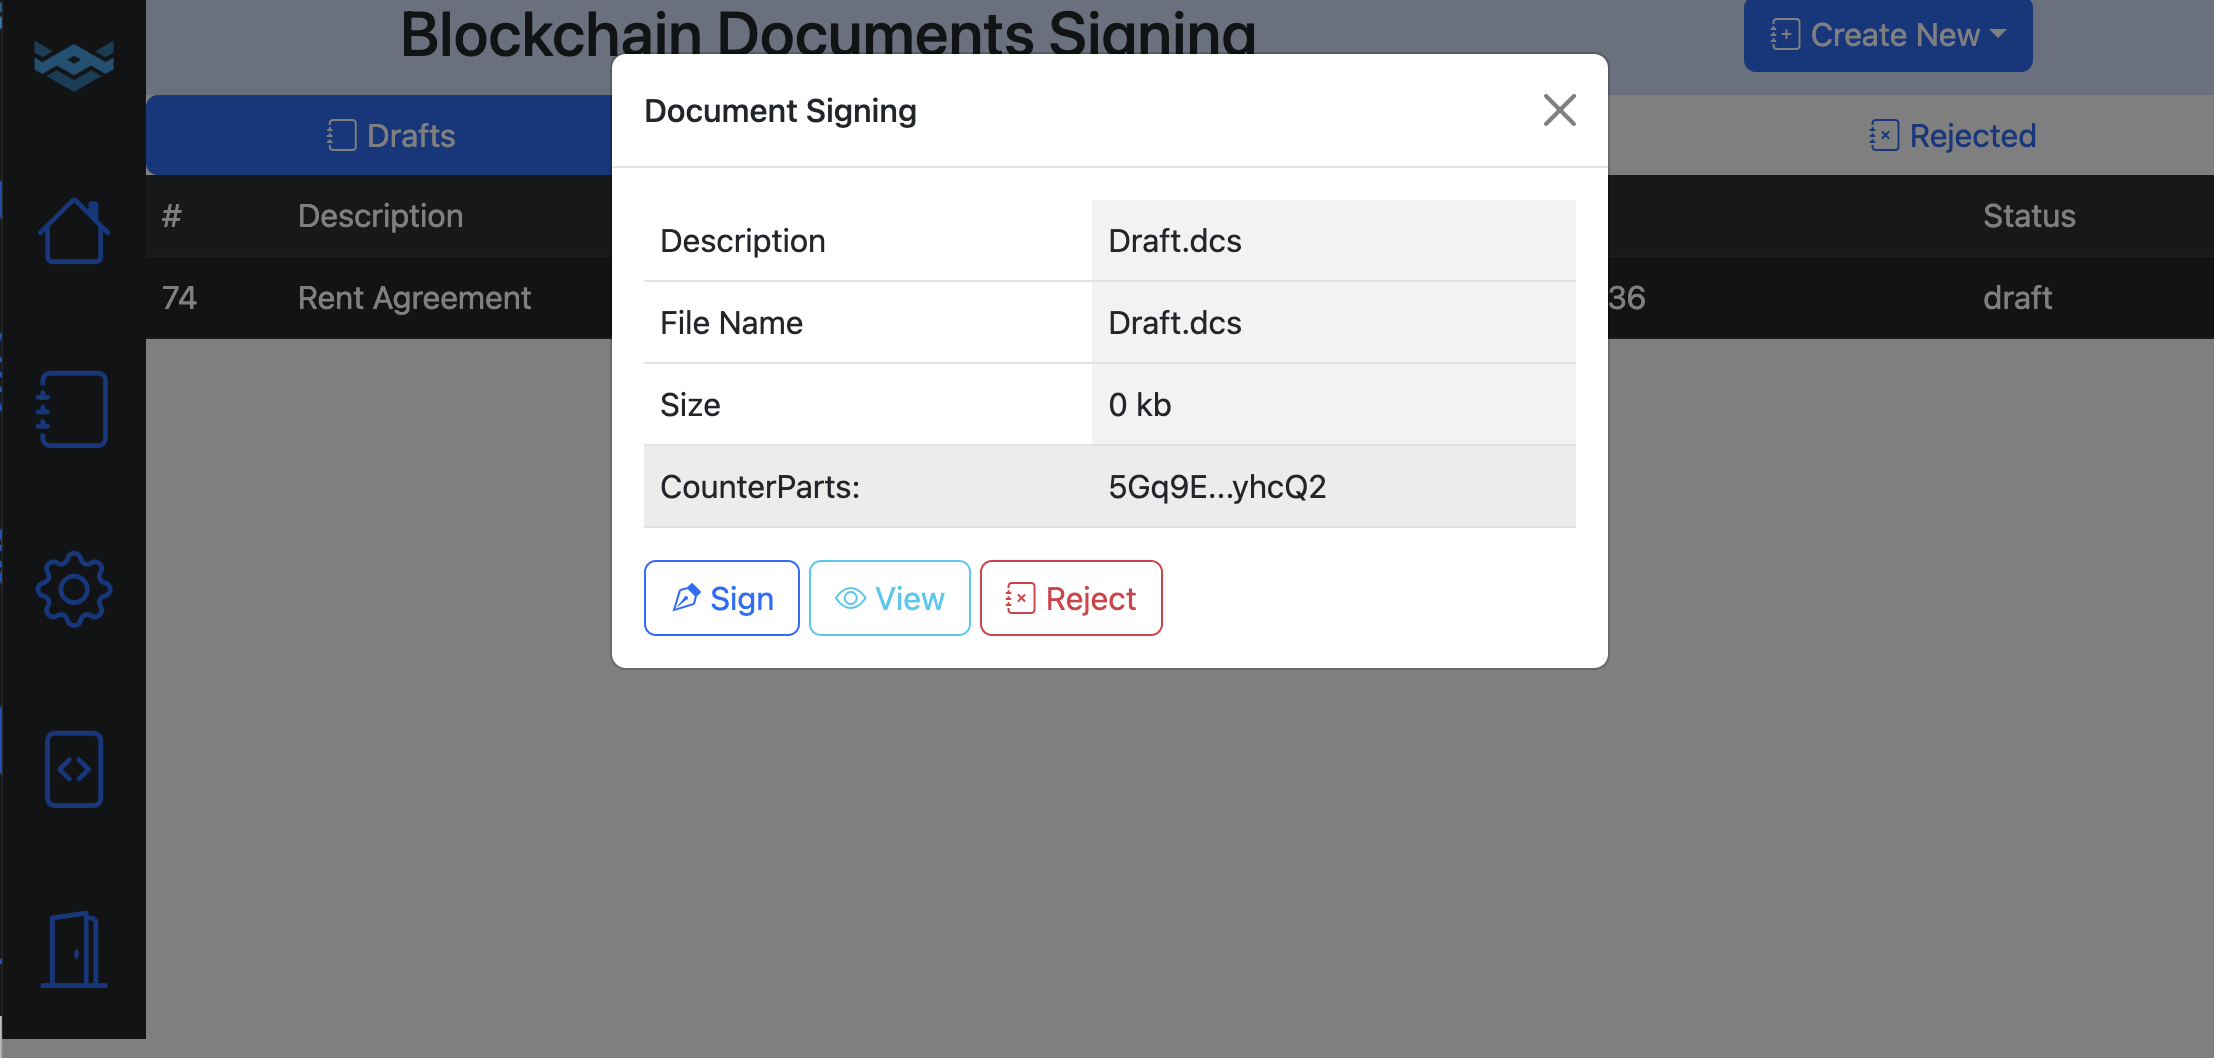 Blockchain Documents Signing
Create New
Drafts
Rejected
# Description Status
74 Rent Agreement 36 draft
Document Signing
Description Draft.dcs
File Name Draft.dcs
Size 0 kb
CounterParts: 5Gq9E...yhcQ2
Sign View Reject